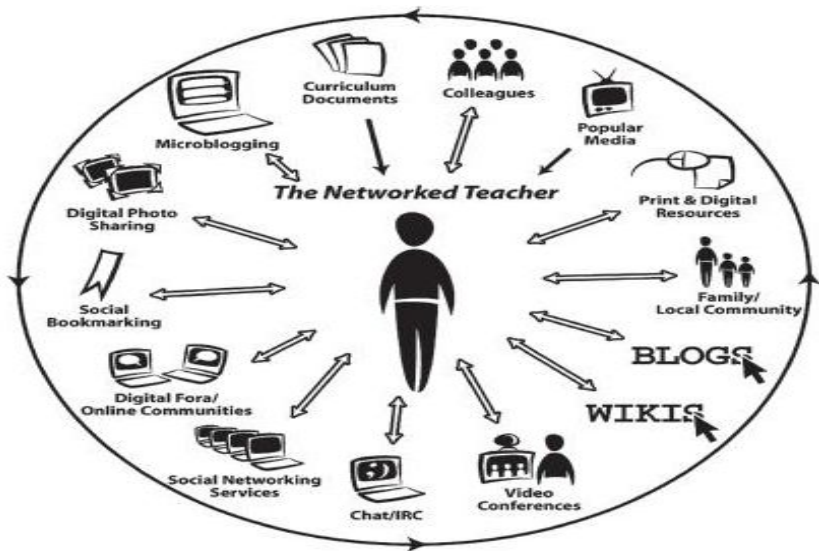 Curriculum
Documents
Colleagues
Popular
Media
Microblogging
The Networked Teacher
Print & Digital
Resources
Digital Photo
Sharing
Family/
Local Community
Social
Bookmarking
BLOGS
Digital Fora/
Online Communities
WIKIS
Social Networking
Services
Chat/IRC
Video
Conferences